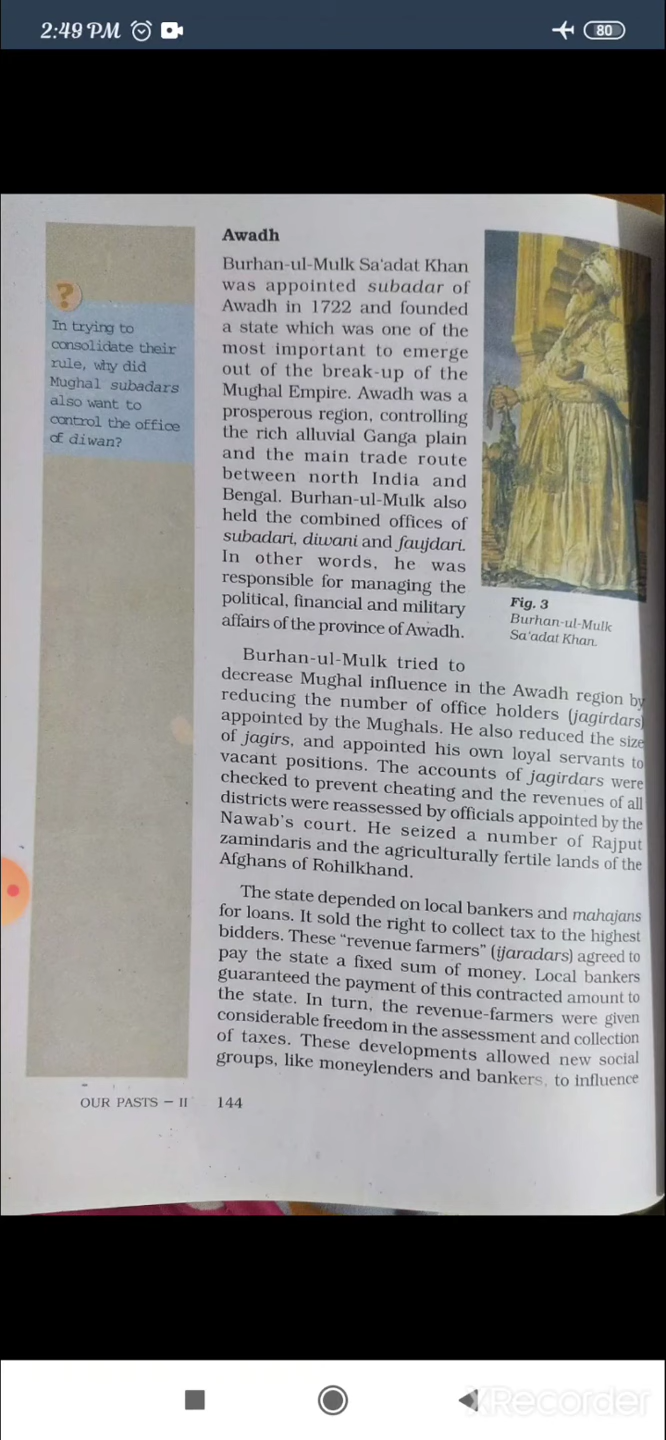 2:49 PM
80
Awadh
Burhan-ul-Mulk Sa'adat Khan
was appointed subadar of
Awadh in 1722 and founded
a state which was one of the
most important to emerge
out of the break-up of the
Mughal Empire. Awadh was a
prosperous region, controlling
the rich alluvial Ganga plain
and the main trade route
between north India and
Bengal. Burhan-ul-Mulk also
held the combined offices of
subadari, diwani and faujdari.
In other words, he was
responsible for managing the
political, financial and military
affairs of the province of Awadh.
?
In trying to
consolidate their
rule, why did
Mughal subadars
also want to
control the office
of diwan?
Fig. 3
Burhan-ul-Mulk
Sa'adat Khan.
Burhan-ul-Mulk tried to
decrease Mughal influence in the Awadh region by
reducing the number of office holders (jagirdars)
appointed by the Mughals. He also reduced the size
of jagirs, and appointed his own loyal servants to
vacant positions. The accounts of jagirdars were
checked to prevent cheating and the revenues of all
districts were reassessed by officials appointed by the
Nawab's court. He seized a number of Rajput
zamindaris and the agriculturally fertile lands of the
Afghans of Rohilkhand.
The state depended on local bankers and mahajans
for loans. It sold the right to collect tax to the highest
bidders. These "revenue farmers" (ijaradars) agreed to
pay the state a fixed sum of money. Local bankers
guaranteed the payment of this contracted amount to
the state. In turn, the revenue-farmers were given
considerable freedom in the assessment and collection
of taxes. These developments allowed new social
groups, like moneylenders and bankers, to influence
OUR PASTS – II 144
XRecorder